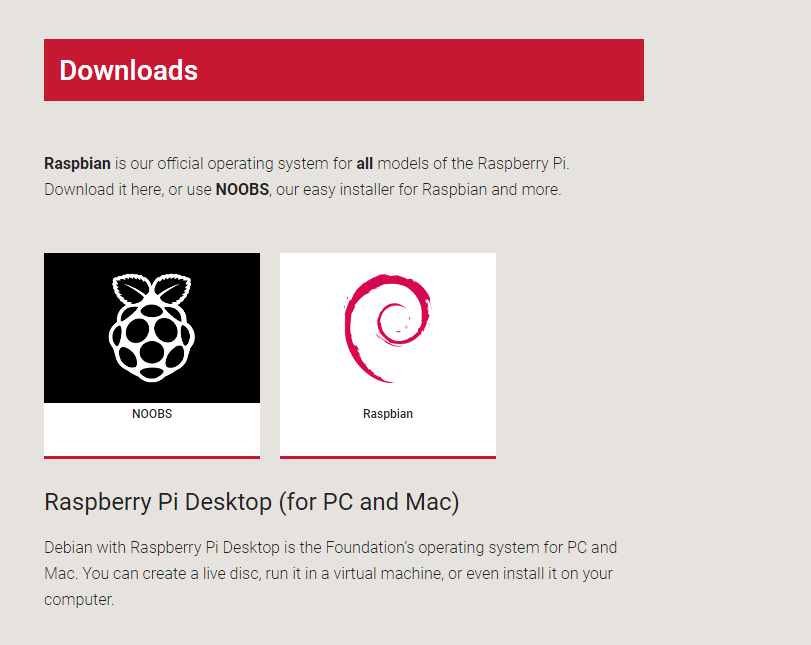 Downloads
Raspbian is our official operating system for all models of the Raspberry Pi.
Download it here, or use NOOBS, our easy installer for Raspbian and more.
NOOBS
Raspbian
Raspberry Pi Desktop (for PC and Mac)
Debian with Raspberry Pi Desktop is the Foundation’s operating system for PC and
Mac. You can create a live disc, run it in a virtual machine, or even install it on your
computer.